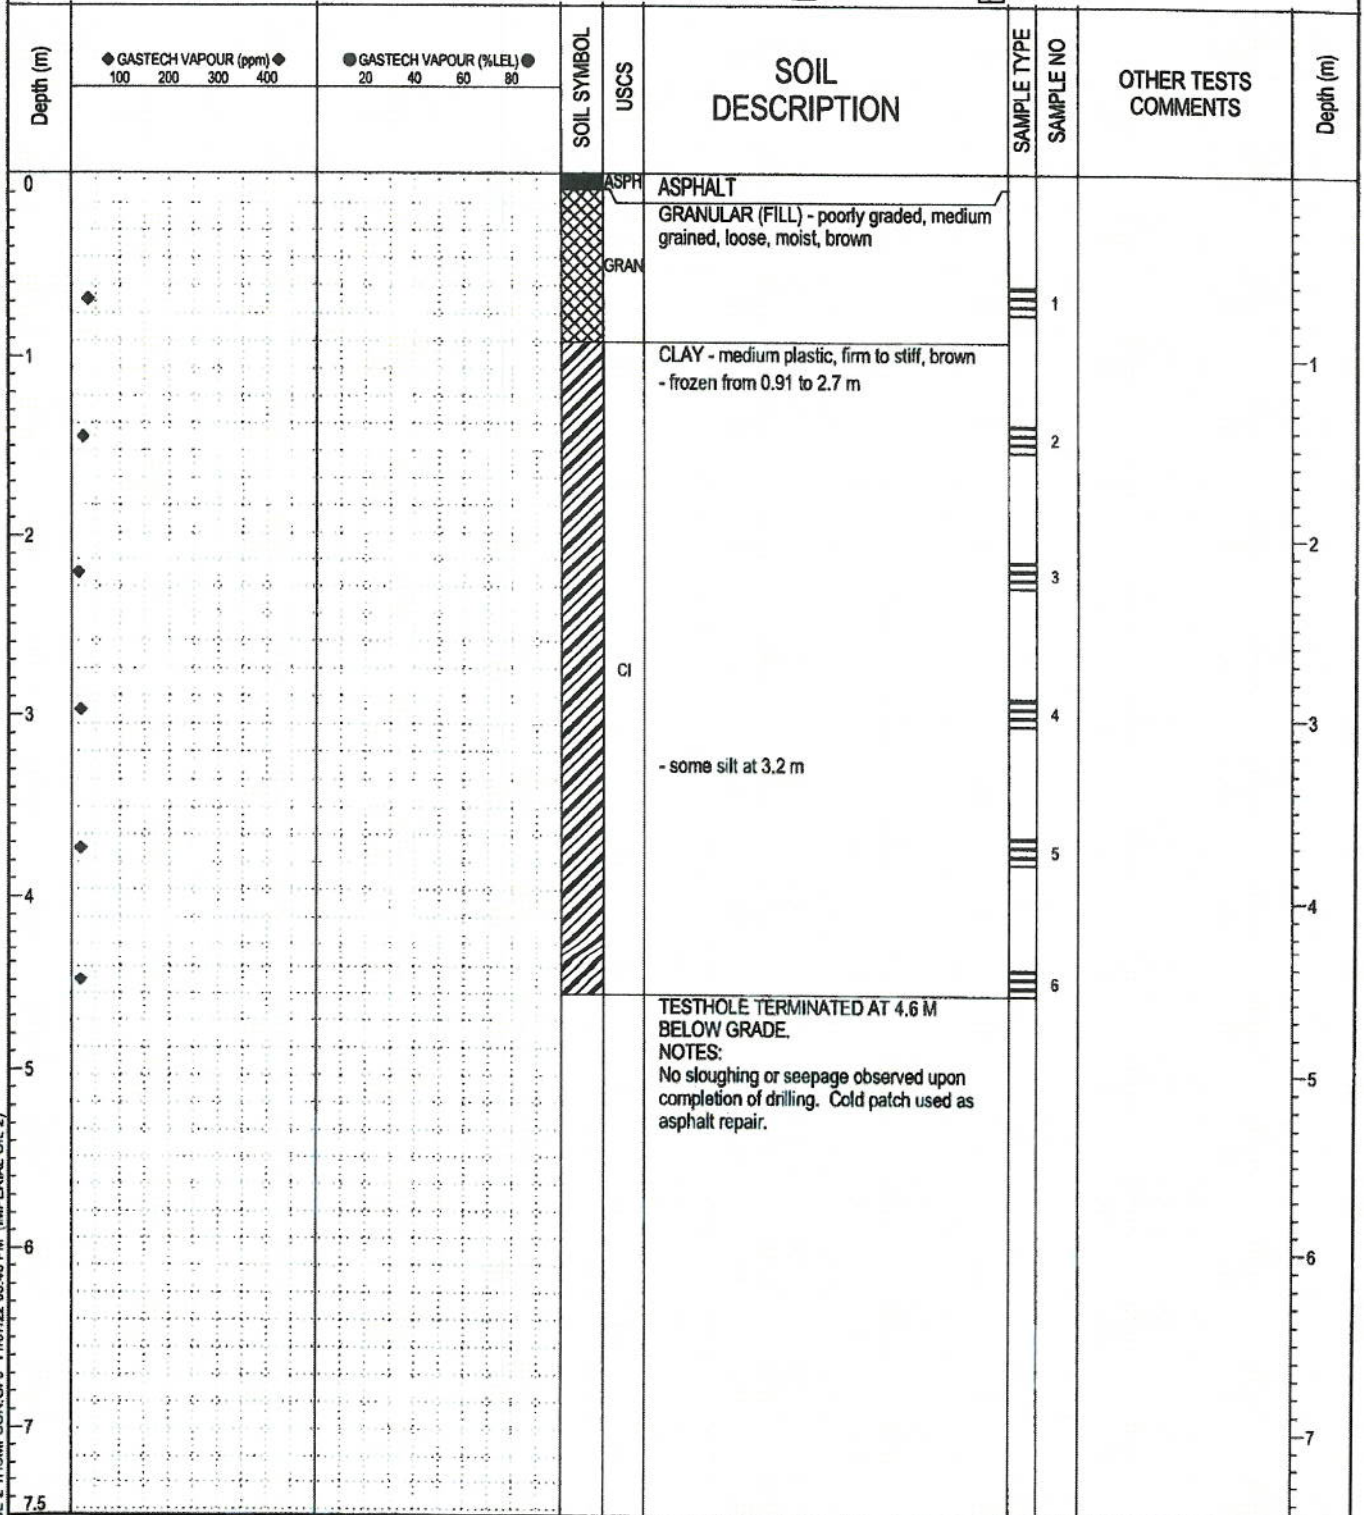 Depth (m)
◆ GASTECH VAPOUR (ppm) ◆
100 200 300 400
● GASTECH VAPOUR (%LEL) ●
20 40 60 80
SOIL SYMBOL
USCS
SOIL
DESCRIPTION
SAMPLE TYPE
SAMPLE NO
OTHER TESTS
COMMENTS
Depth (m)
0
ASPH
ASPHALT
GRANULAR (FILL) - poorly graded, medium
grained, loose, moist, brown
GRAN
1
1
CLAY - medium plastic, firm to stiff, brown
1
- frozen from 0.91 to 2.7 m
2
2
2
3
CI
3
4
3
- some silt at 3.2 m
5
4
4
6
TESTHOLE TERMINATED AT 4.6 M
BELOW GRADE.
NOTES:
5
No sloughing or seepage observed upon
5
completion of drilling. Cold patch used as
asphalt repair.
6
6
7
7
7.5